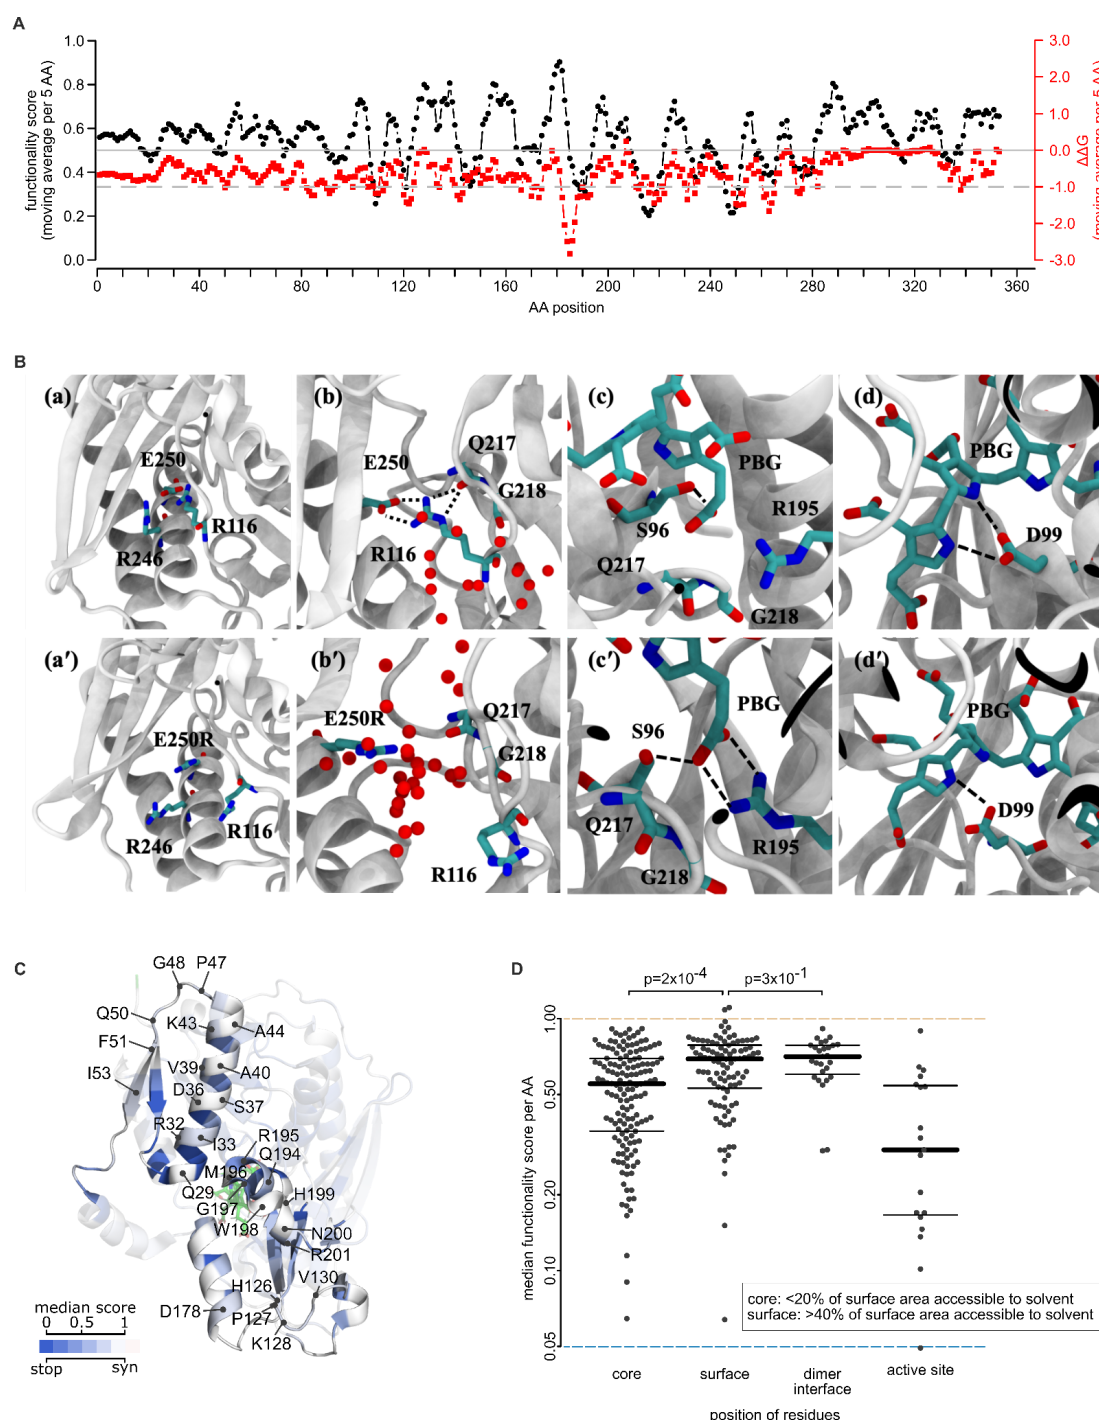 A
functionality score
(moving average per 5 AA)
1.0
0.8
0.6
0.4
0.2
0.0
3.0
2.0
1.0
0.0
-1.0
-2.0
-3.0
ΔΔG
(moving average per 5 AA)
0 40 80 120 160 200 240 280 320 360
AA position
B
(a) E250 R116 R246
(b) E250 Q217 G218 R116
(c) PBG S96 R195 Q217 G218
(d) PBG D99
(a′) E250R R246 R116
(b′) E250R Q217 G218 R116
(c′) PBG S96 Q217 R195 G218
(d′) PBG D99
C
G48 P47
Q50
K43
A44
F51
I53
V39
A40
D36
S37
R32
I33
R195
Q194
M196
Q29
H199
G197
W198
N200
R201
H126
V130
D178
P127
K128
median score
0 0.5 1
stop syn
D
p=2x10⁻⁴ p=3x10⁻¹
median functionality score per AA
1.00
0.50
0.20
0.10
0.05
core: <20% of surface area accessible to solvent
surface: >40% of surface area accessible to solvent
core surface dimer interface active site
position of residues